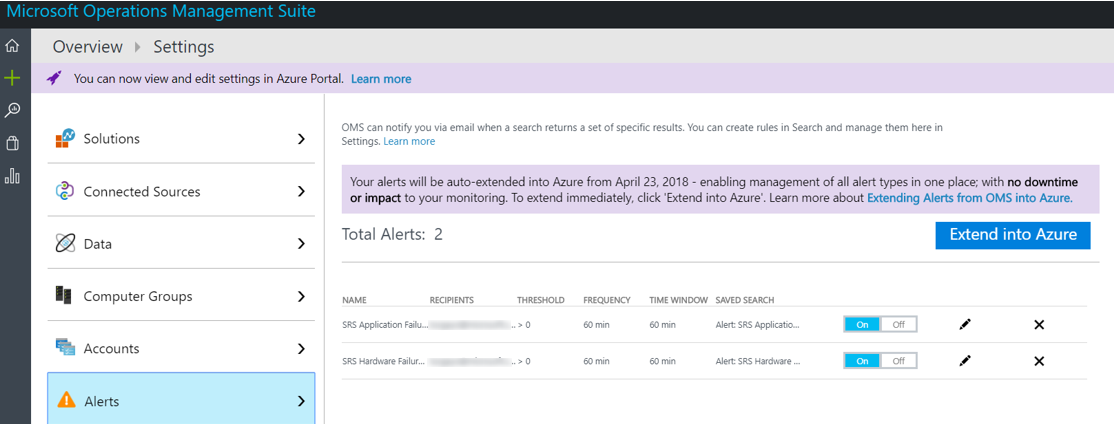 Microsoft Operations Management Suite
Overview Settings
You can now view and edit settings in Azure Portal. Learn more
Solutions
Connected Sources
Data
Computer Groups
Accounts
Alerts
OMS can notify you via email when a search returns a set of specific results. You can create rules in Search and manage them here in
Settings. Learn more
Your alerts will be auto-extended into Azure from April 23, 2018 - enabling management of all alert types in one place; with no downtime
or impact to your monitoring. To extend immediately, click 'Extend into Azure'. Learn more about Extending Alerts from OMS into Azure.
Total Alerts: 2
Extend into Azure
NAME RECIPIENTS THRESHOLD FREQUENCY TIME WINDOW SAVED SEARCH
SRS Application Failu... ... > 0 60 min 60 min Alert: SRS Applicatio... On Off
SRS Hardware Failur... ... > 0 60 min 60 min Alert: SRS Hardware ... On Off